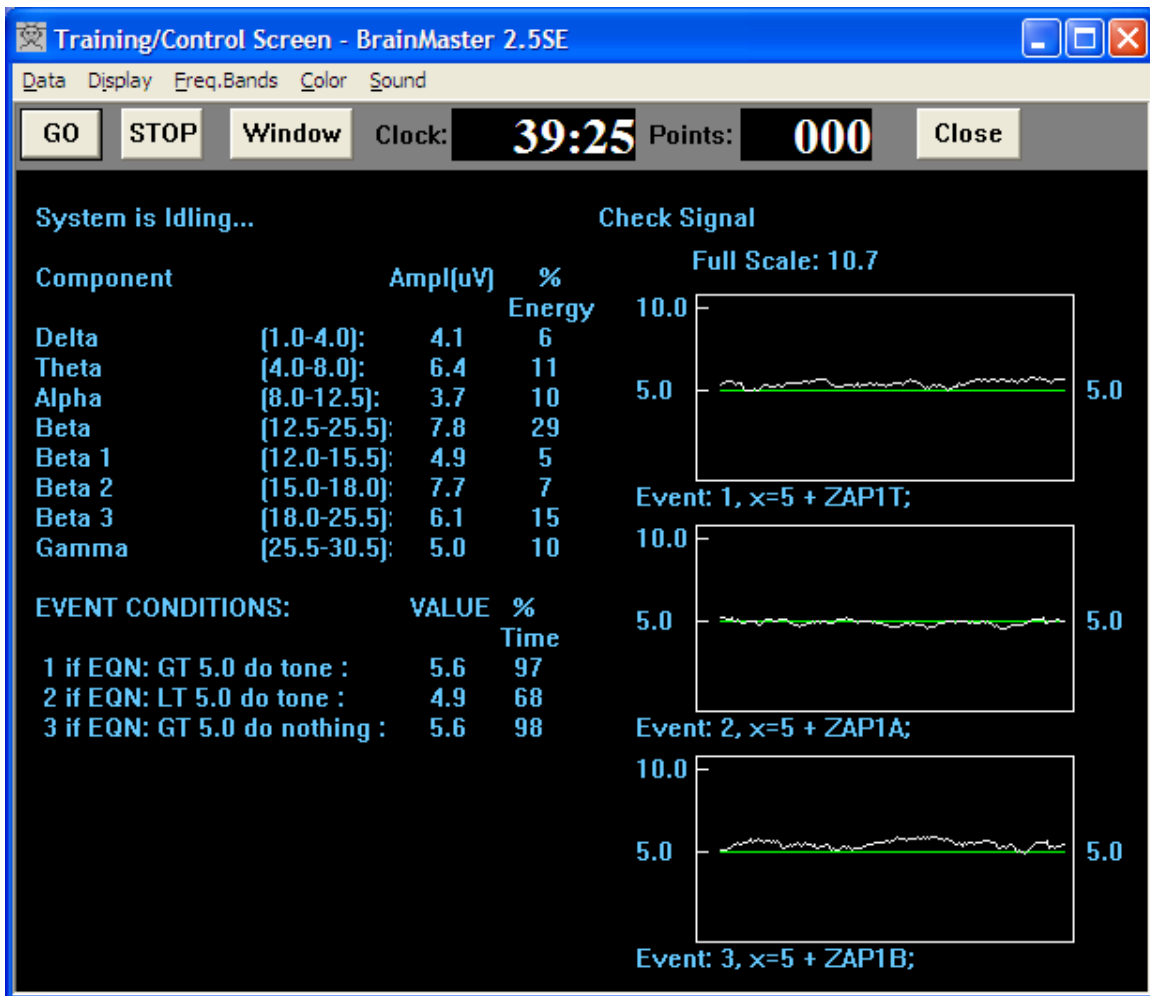 Training/Control Screen - BrainMaster 2.5SE
Data Display Freq.Bands Color Sound
GO STOP Window Clock: 39:25 Points: 000 Close
System is Idling...
Component Ampl(uV) %
Energy
Delta (1.0-4.0): 4.1 6
Theta (4.0-8.0): 6.4 11
Alpha (8.0-12.5): 3.7 10
Beta (12.5-25.5): 7.8 29
Beta 1 (12.0-15.5): 4.9 5
Beta 2 (15.0-18.0): 7.7 7
Beta 3 (18.0-25.5): 6.1 15
Gamma (25.5-30.5): 5.0 10
EVENT CONDITIONS: VALUE %
Time
1 if EQN: GT 5.0 do tone : 5.6 97
2 if EQN: LT 5.0 do tone : 4.9 68
3 if EQN: GT 5.0 do nothing : 5.6 98
Check Signal
Full Scale: 10.7
10.0
5.0 5.0
Event: 1, x=5 + ZAP1T;
10.0
5.0 5.0
Event: 2, x=5 + ZAP1A;
10.0
5.0 5.0
Event: 3, x=5 + ZAP1B;